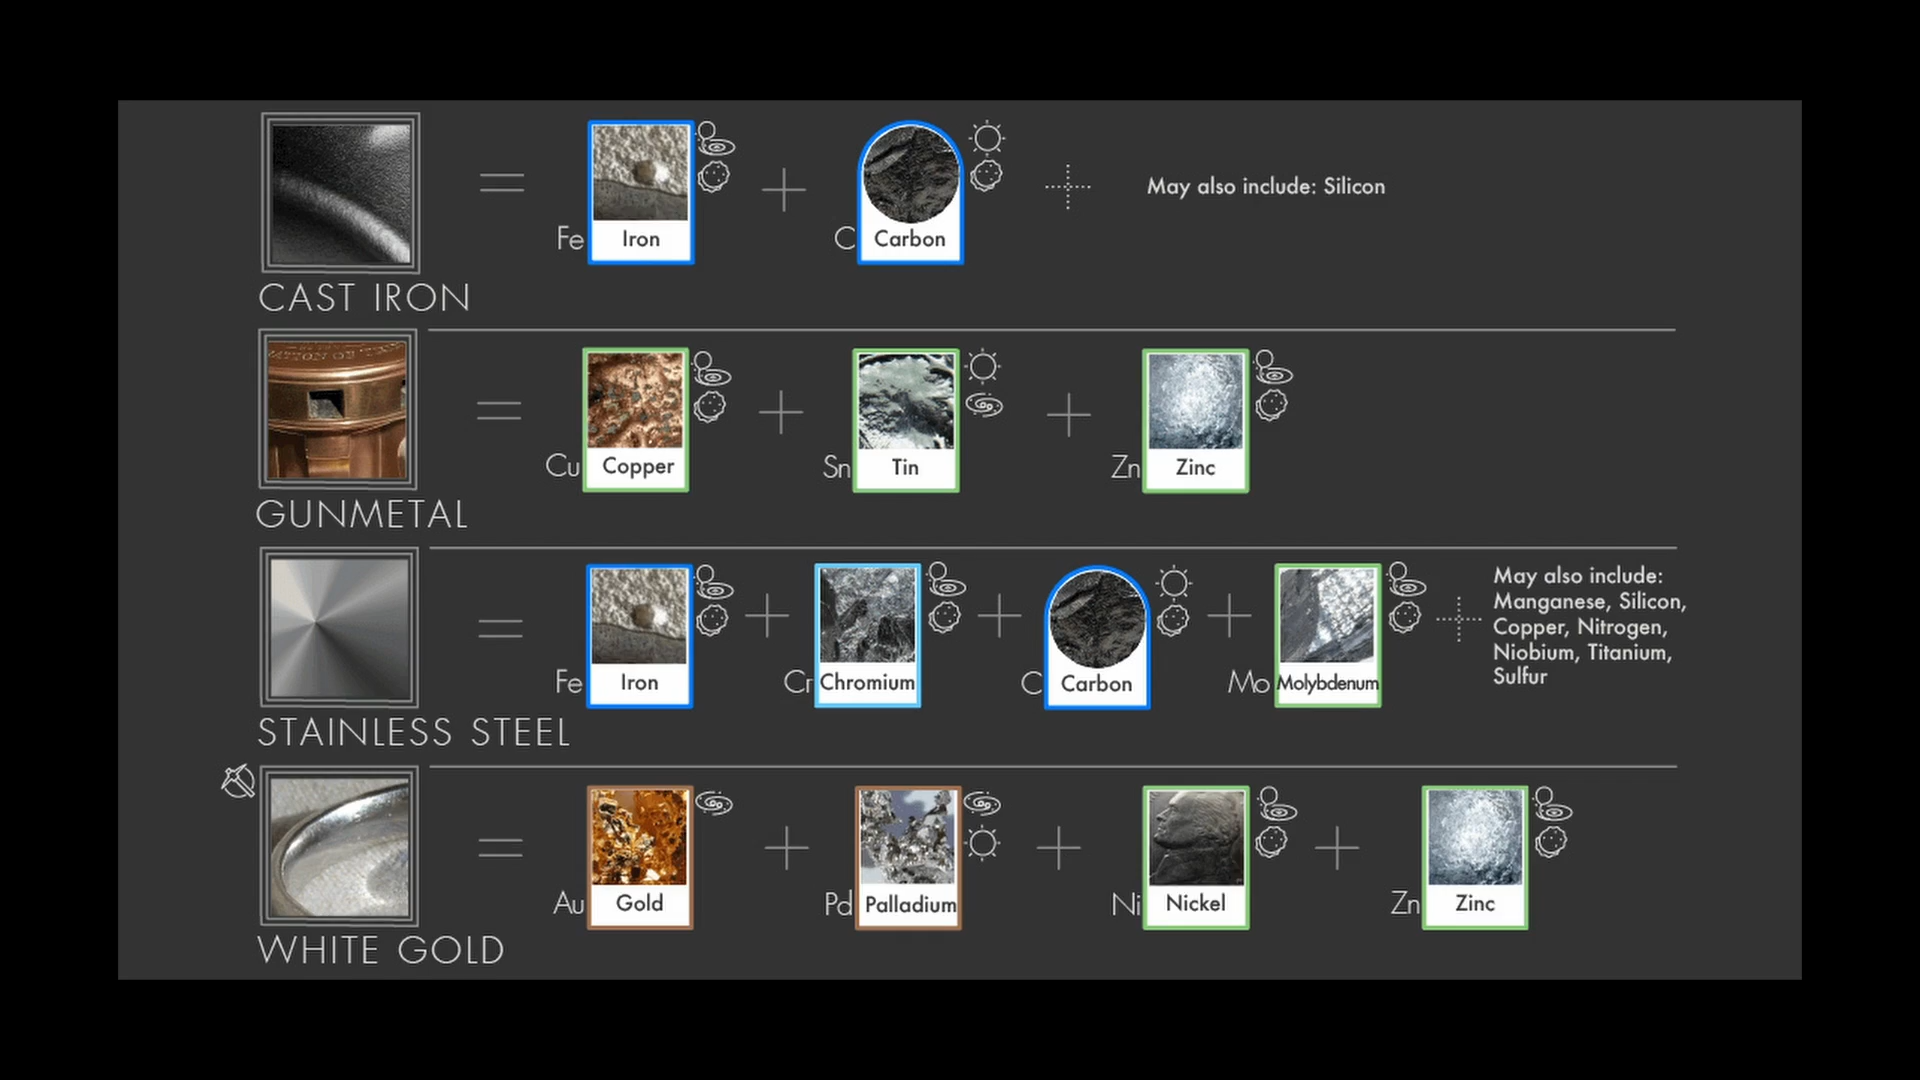 Fe
Iron
C
Carbon
May also include: Silicon
CAST IRON
Cu
Copper
Sn
Tin
Zn
Zinc
GUNMETAL
Fe
Iron
Cr
Chromium
C
Carbon
Mo
Molybdenum
May also include:
Manganese, Silicon,
Copper, Nitrogen,
Niobium, Titanium,
Sulfur
STAINLESS STEEL
Au
Gold
Pd
Palladium
Ni
Nickel
Zn
Zinc
WHITE GOLD